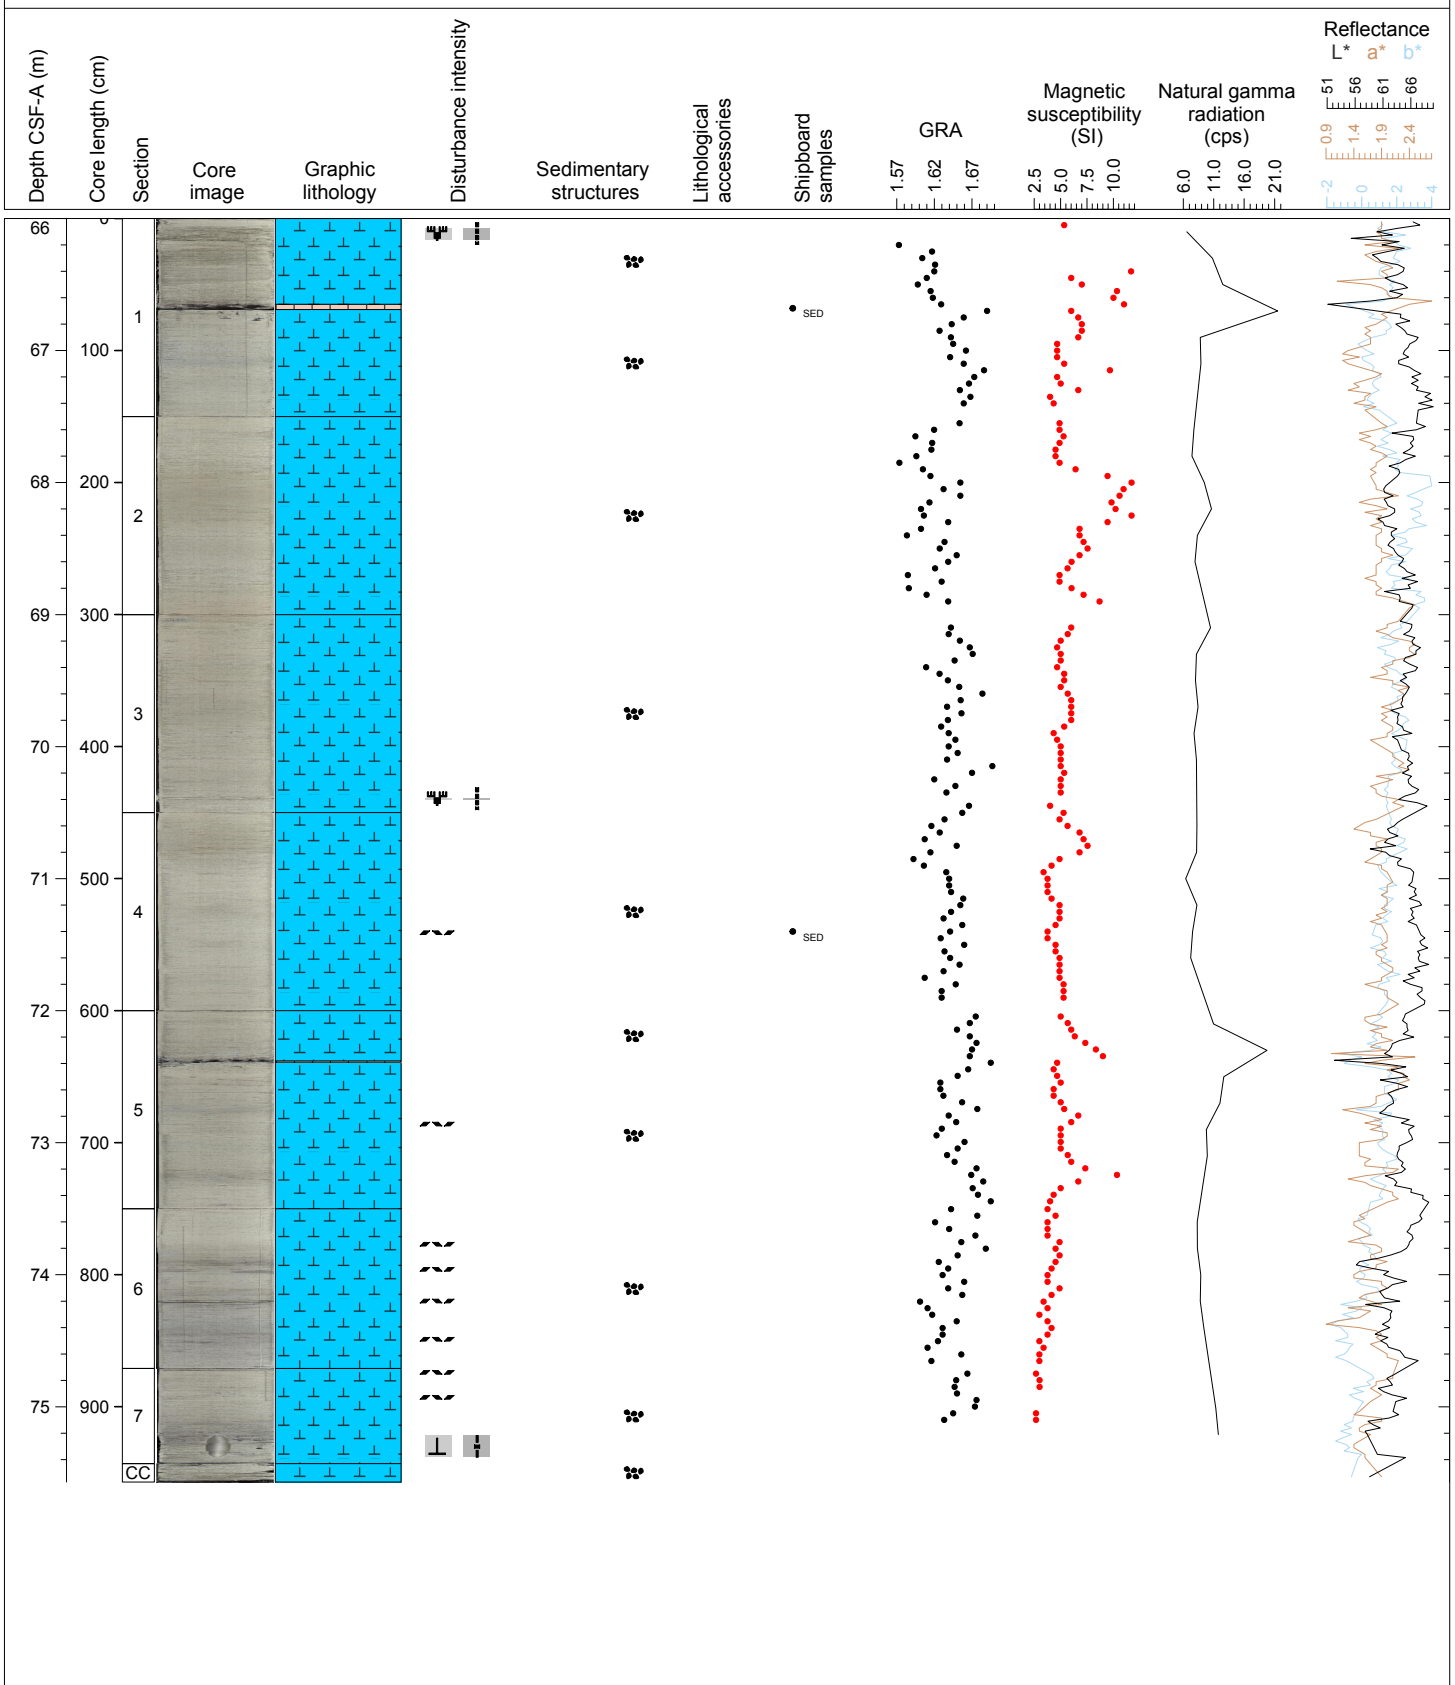 Depth CSF-A (m)
Core length (cm)
Section
Core
image
Graphic
lithology
Disturbance intensity
Sedimentary
structures
Lithological
accessories
Shipboard
samples
GRA
1.57 1.62 1.67
Magnetic
susceptibility
(SI)
2.5 5.0 7.5 10.0
Natural gamma
radiation
(cps)
6.0 11.0 16.0 21.0
Reflectance
L* a* b*
51 56 61 66
0.9 1.4 1.9 2.4
-2 0 2 4
66 0
1
SED
67 100
68 200
2
69 300
3
70 400
71 500
4
SED
72 600
5
73 700
74 800
6
75 900
7
CC